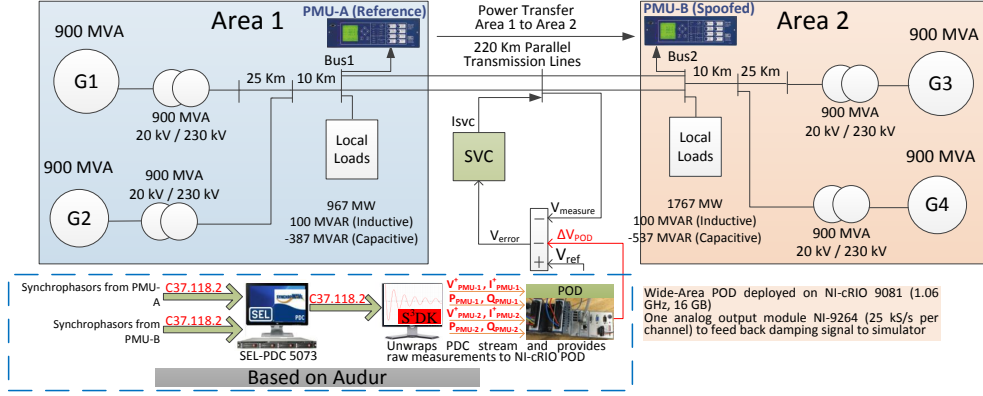 Area 1
PMU-A (Reference)
Power Transfer
Area 1 to Area 2
220 Km Parallel
Transmission Lines
PMU-B (Spoofed)
Area 2
900 MVA
G1
25 Km
10 Km
Bus1
900 MVA
20 kV / 230 kV
Local
Loads
900 MVA
G2
900 MVA
20 kV / 230 kV
967 MW
100 MVAR (Inductive)
-387 MVAR (Capacitive)
Isvc
SVC
Verror
Vmeasure
ΔVPOD
Vref
Bus2
10 Km
25 Km
900 MVA
G3
900 MVA
20 kV / 230 kV
Local
Loads
900 MVA
G4
900 MVA
20 kV / 230 kV
1767 MW
100 MVAR (Inductive)
-537 MVAR (Capacitive)
Synchrophasors from PMU-
A
C37.118.2
Synchrophasors from
PMU-B
C37.118.2
SEL
PDC
SEL-PDC 5073
C37.118.2
S³DK
V⁺PMU-1, I⁺PMU-1
PPMU-1, QPMU-1
V⁺PMU-2, I⁺PMU-2
PPMU-2, QPMU-2
POD
Unwraps PDC stream and provides
raw measurements to NI-cRIO POD
Based on Audur
Wide-Area POD deployed on NI-cRIO 9081 (1.06
GHz, 16 GB)
One analog output module NI-9264 (25 kS/s per
channel) to feed back damping signal to simulator